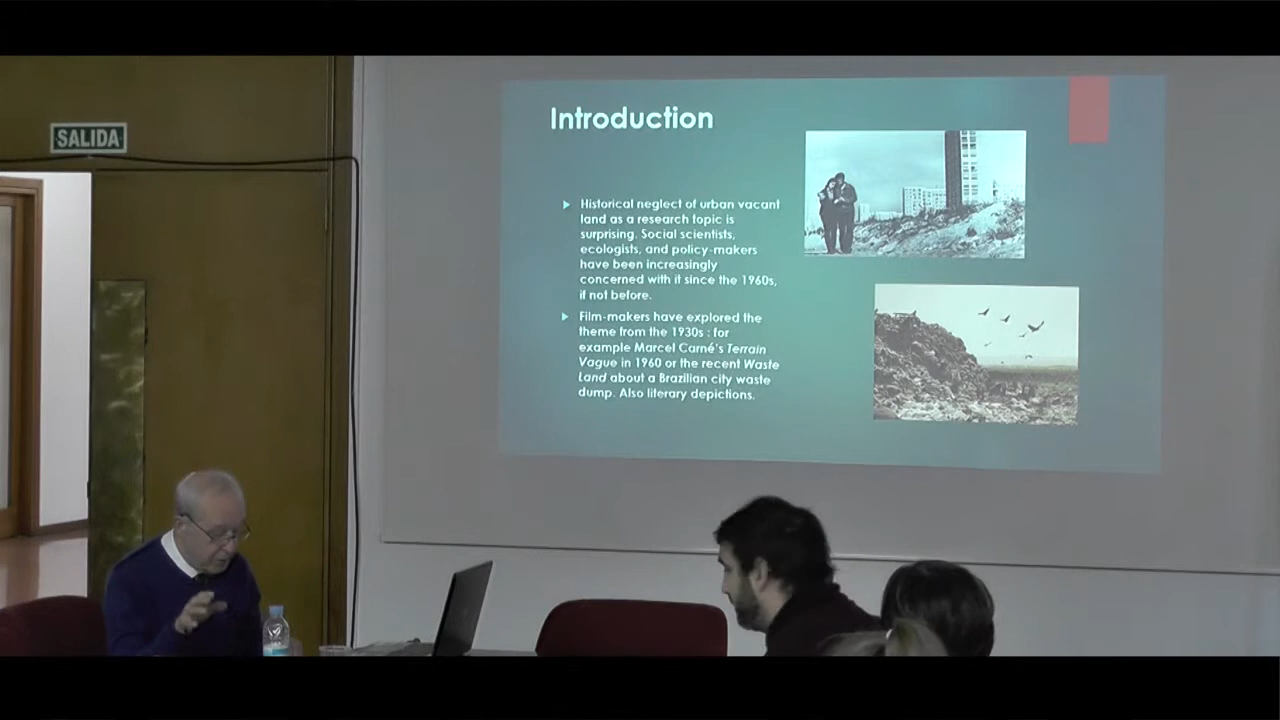 SALIDA
Introduction
Historical neglect of urban vacant
land as a research topic is
surprising. Social scientists,
ecologists, and policy-makers
have been increasingly
concerned with it since the 1960s,
if not before.
Film-makers have explored the
theme from the 1930s : for
example Marcel Carné's Terrain
Vague in 1960 or the recent Waste
Land about a Brazilian city waste
dump. Also literary depictions.